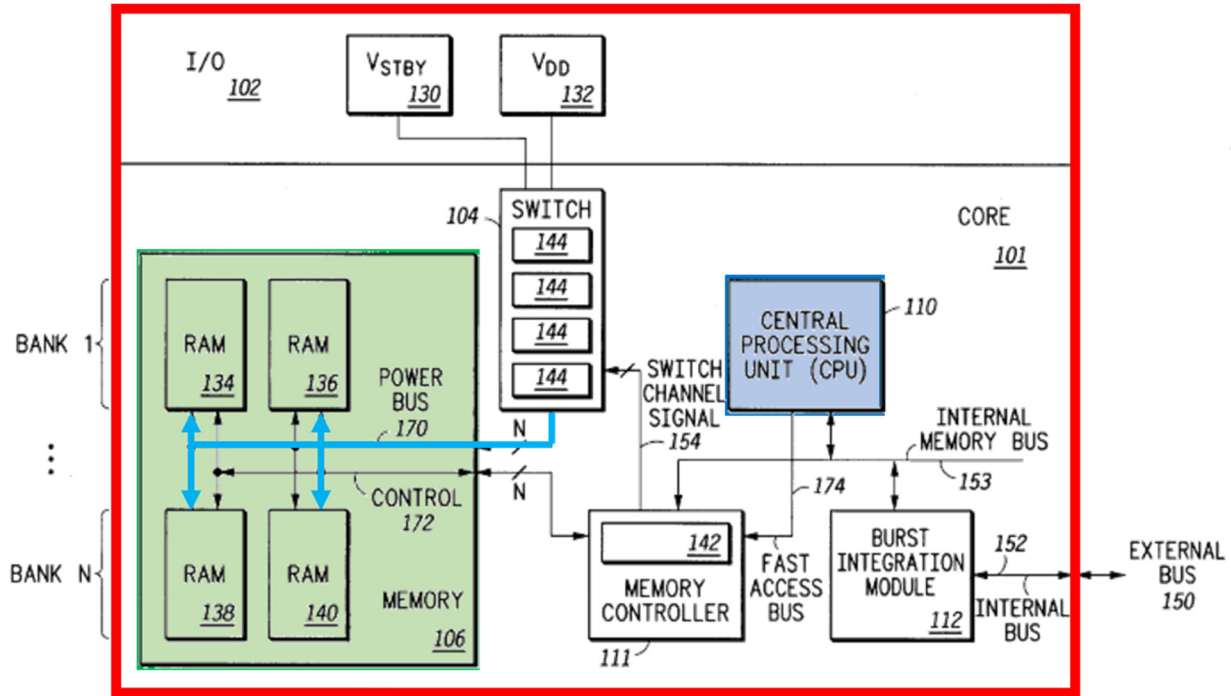 I/O
102
VSTBY
130
VDD
132
104
SWITCH
144
144
144
144
CORE
101
BANK 1
RAM
134
RAM
136
POWER
BUS
170
N
N
SWITCH
CHANNEL
SIGNAL
154
CENTRAL
PROCESSING
UNIT (CPU)
110
INTERNAL
MEMORY BUS
153
⋮
CONTROL
172
174
BANK N
RAM
138
RAM
140
MEMORY
106
142
MEMORY
CONTROLLER
111
FAST
ACCESS
BUS
BURST
INTEGRATION
MODULE
112
152
INTERNAL
BUS
EXTERNAL
BUS
150